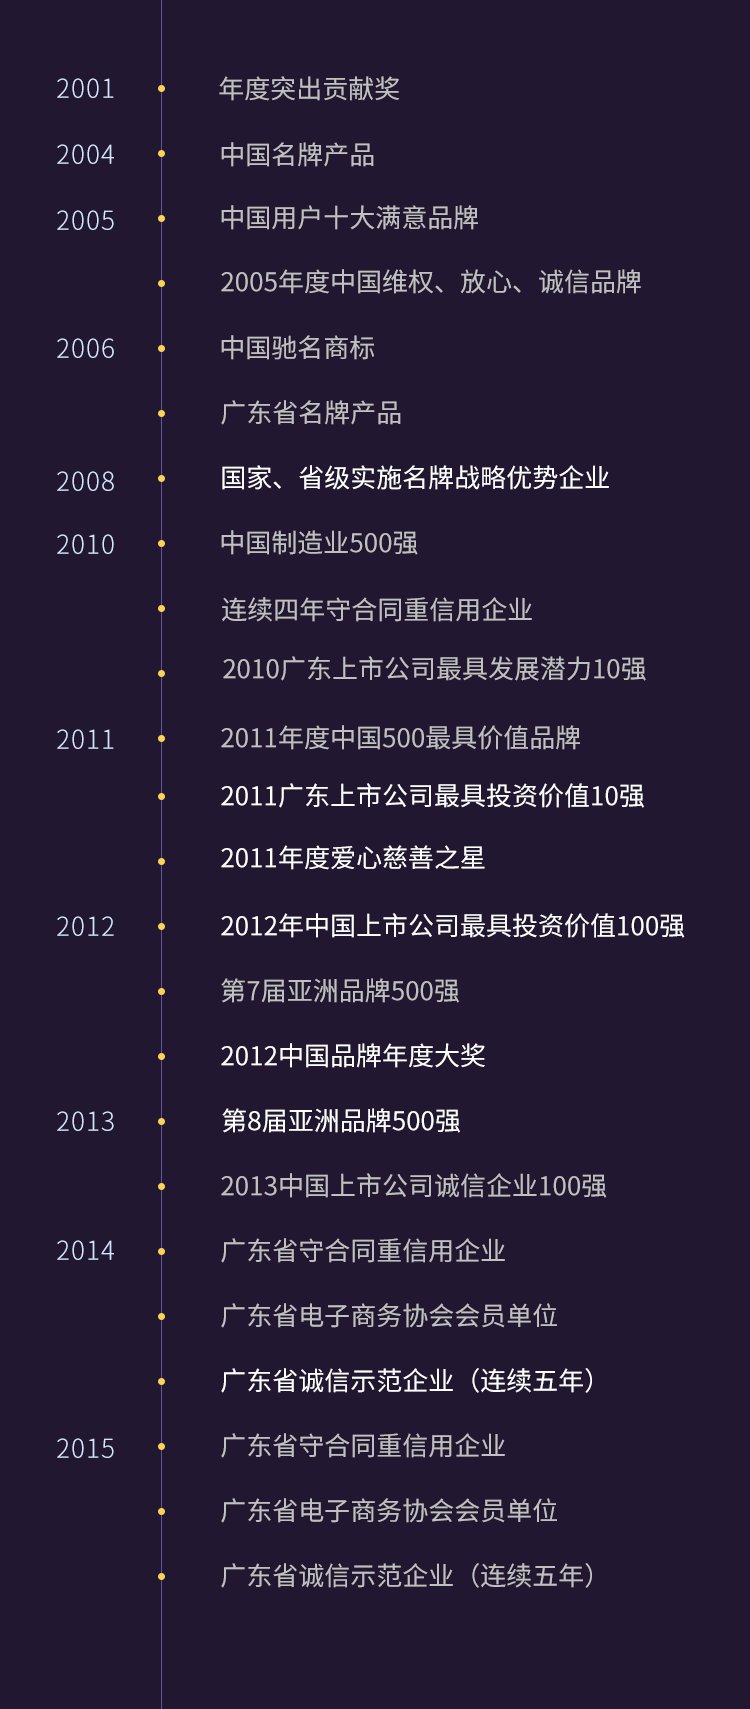 2001 年度突出贡献奖
2004 中国名牌产品
2005 中国用户十大满意品牌
2005年度中国维权、放心、诚信品牌
2006 中国驰名商标
广东省名牌产品
2008 国家、省级实施名牌战略优势企业
2010 中国制造业500强
连续四年守合同重信用企业
2010广东上市公司最具发展潜力10强
2011 2011年度中国500最具价值品牌
2011广东上市公司最具投资价值10强
2011年度爱心慈善之星
2012 2012年中国上市公司最具投资价值100强
第7届亚洲品牌500强
2012中国品牌年度大奖
2013 第8届亚洲品牌500强
2013中国上市公司诚信企业100强
2014 广东省守合同重信用企业
广东省电子商务协会会员单位
广东省诚信示范企业（连续五年）
2015 广东省守合同重信用企业
广东省电子商务协会会员单位
广东省诚信示范企业（连续五年）